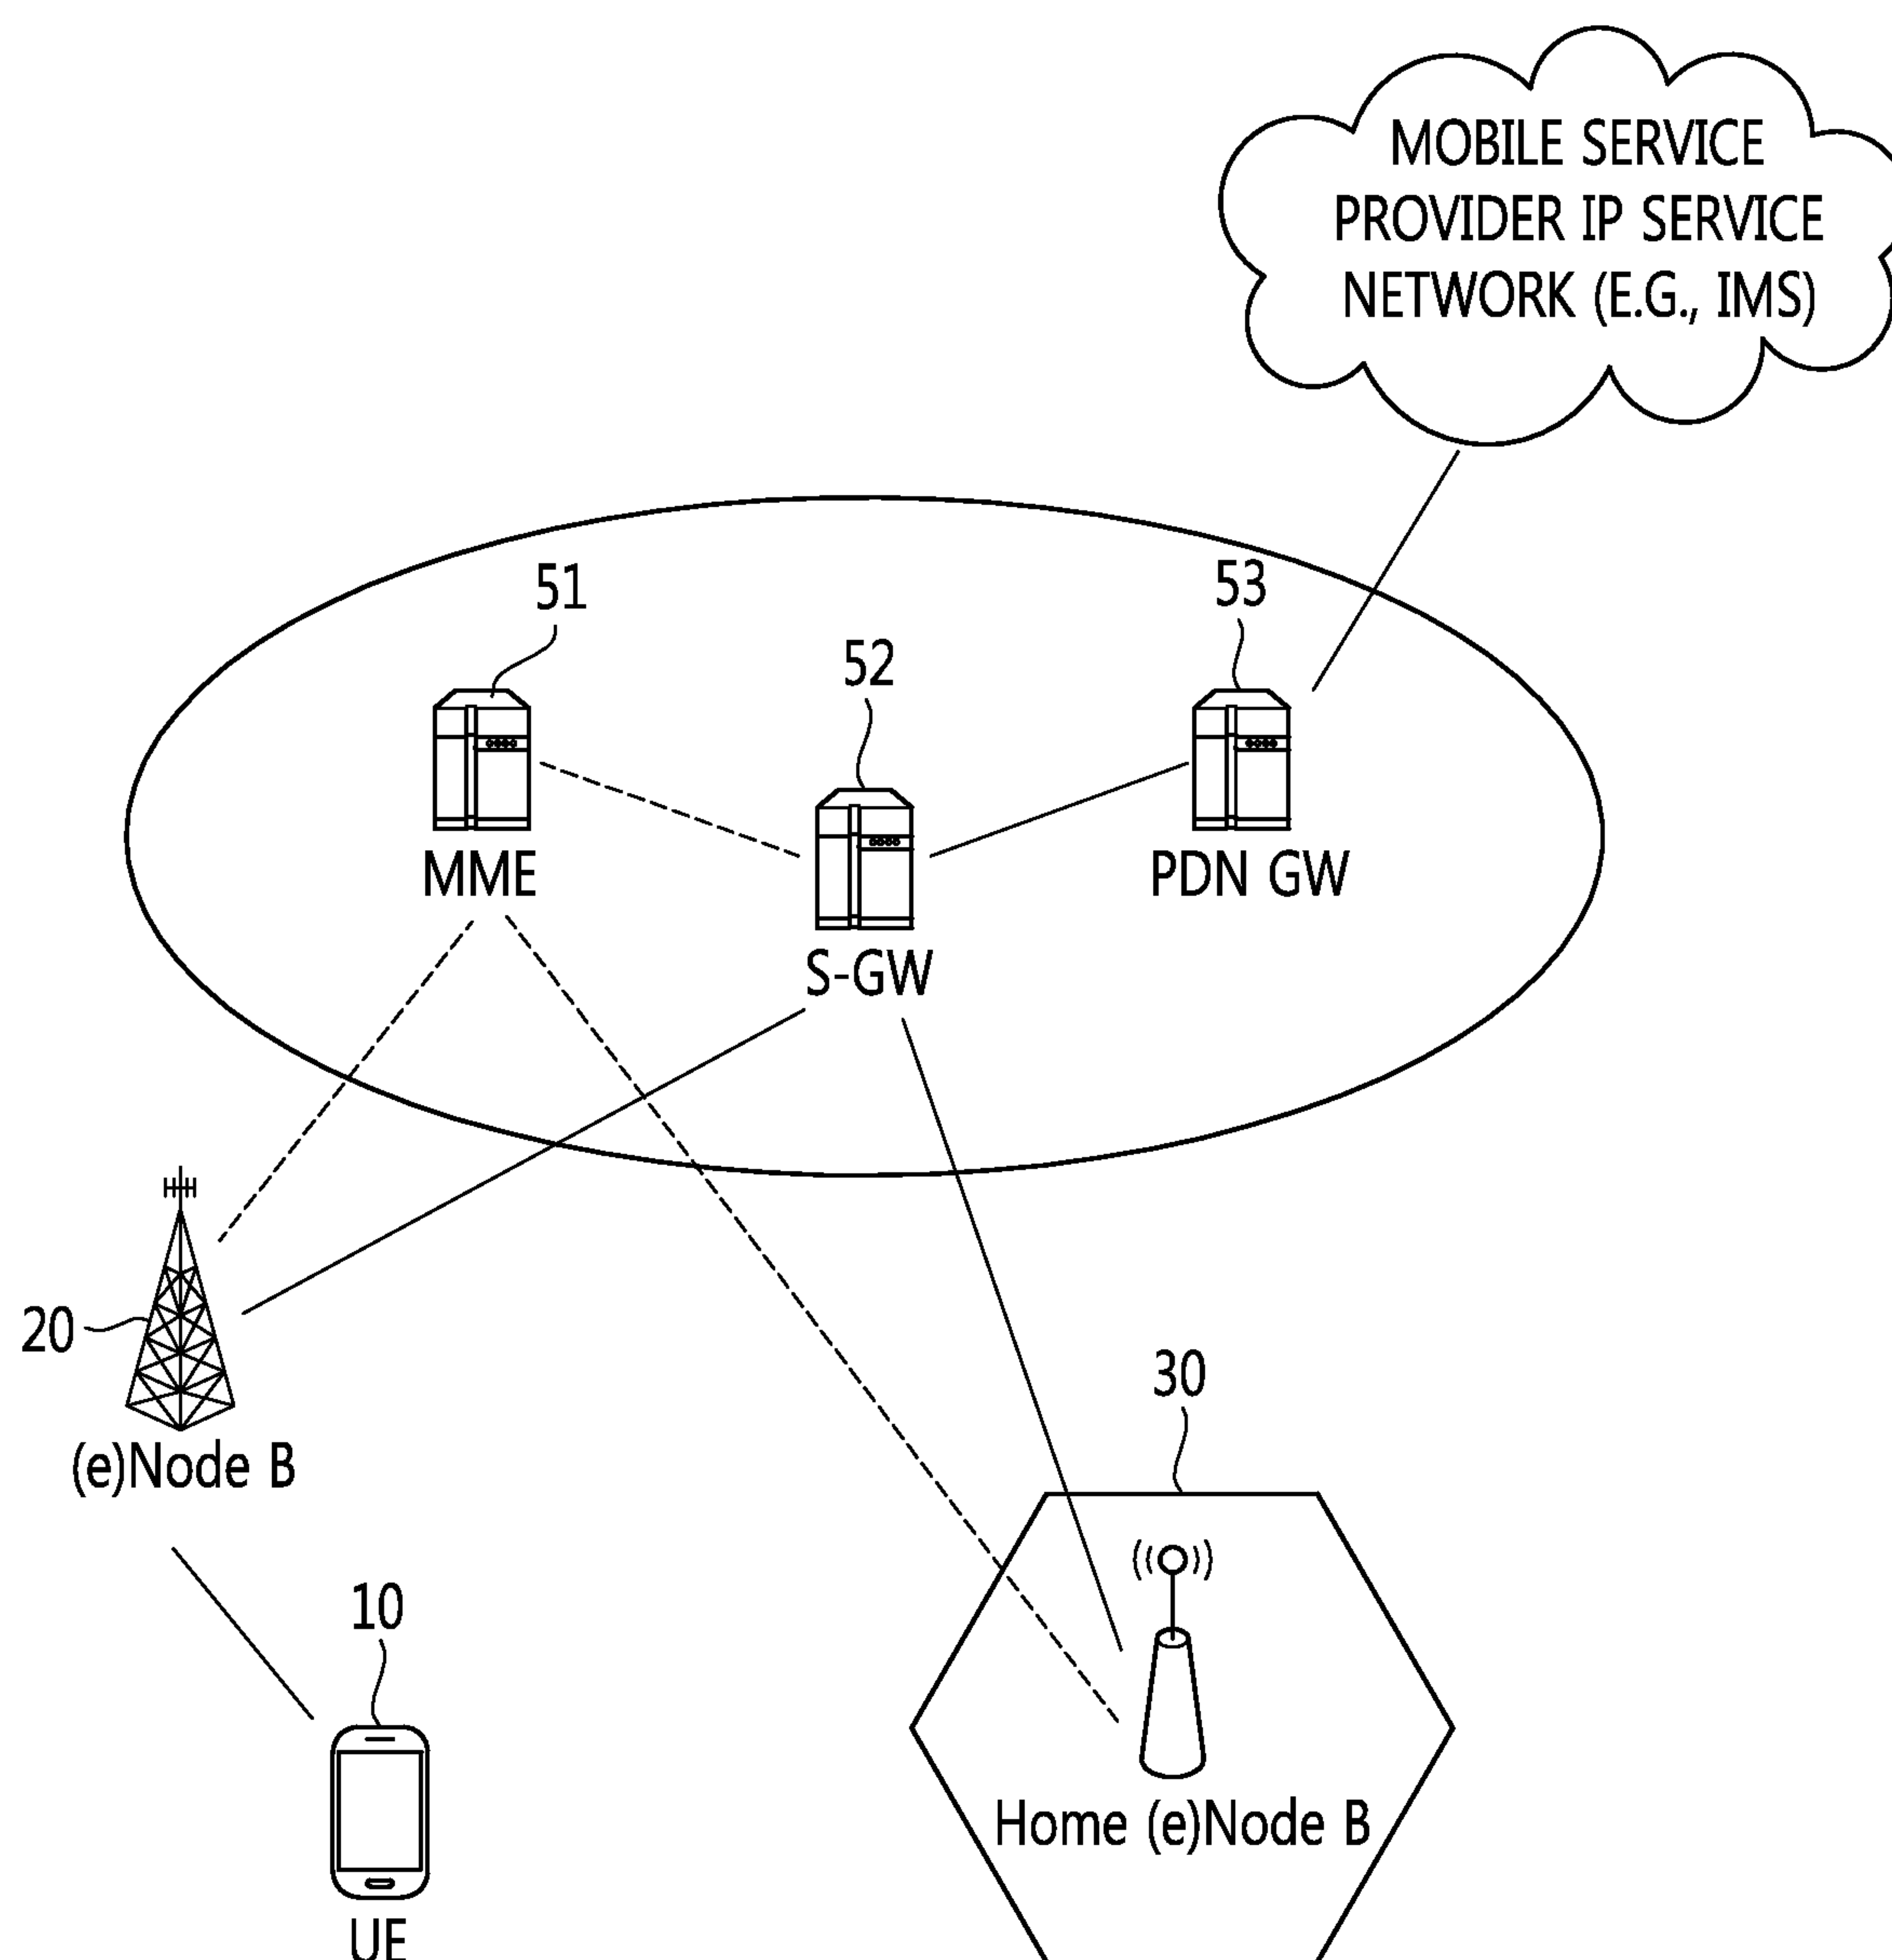 MOBILE SERVICE
PROVIDER IP SERVICE
NETWORK (E.G., IMS)
51
53
52
MME
PDN GW
S-GW
20
(e)Node B
30
10
Home (e)Node B
UE